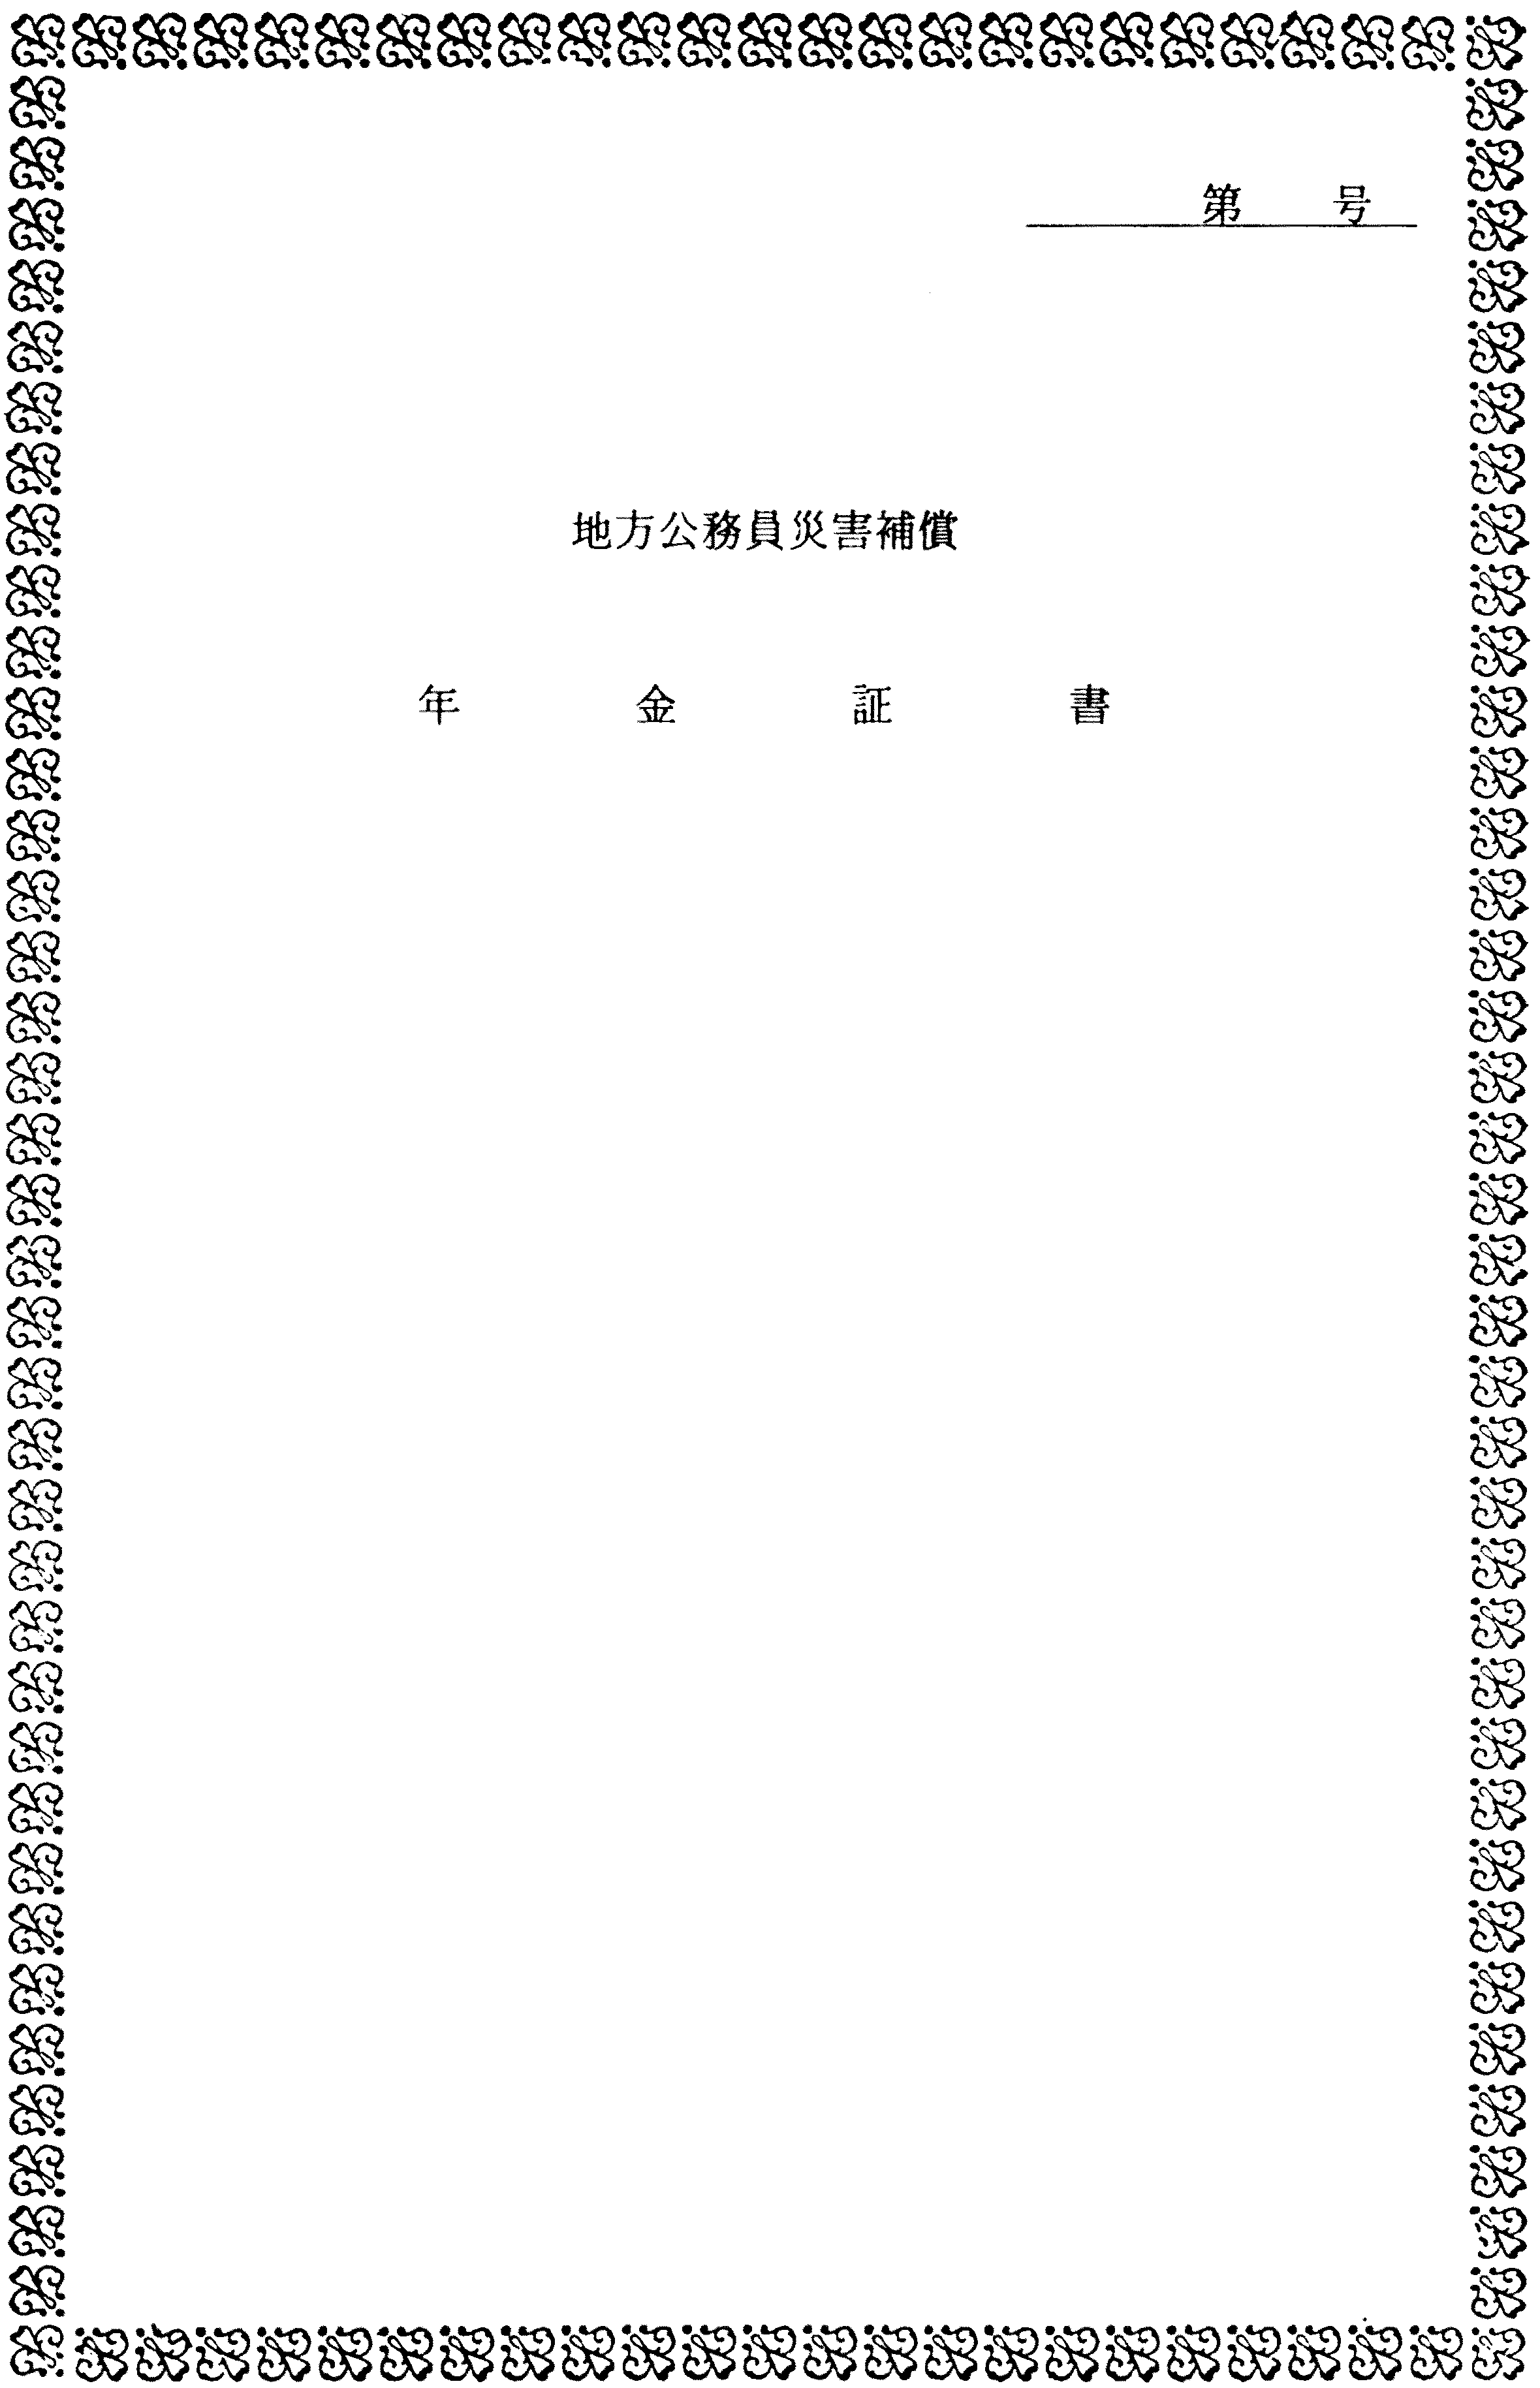 第　　号
地方公務員災害補償
年　金　証　書